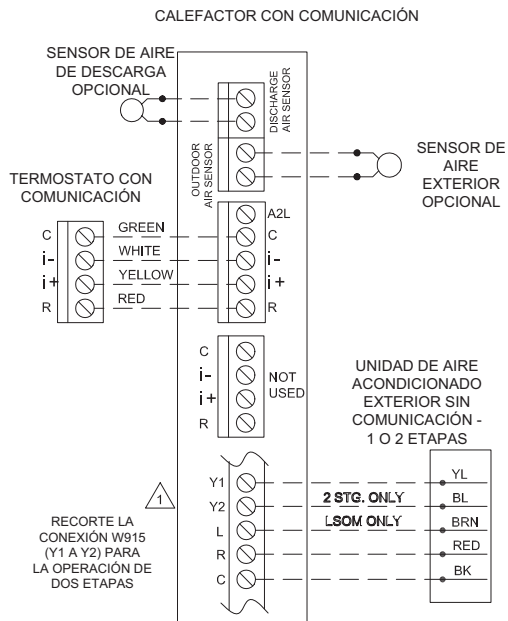 CALEFACTOR CON COMUNICACIÓN
SENSOR DE AIRE
DE DESCARGA
OPCIONAL
DISCHARGE
AIR SENSOR
OUTDOOR
AIR SENSOR
SENSOR DE
AIRE
EXTERIOR
OPCIONAL
TERMOSTATO CON
COMUNICACIÓN
C
i-
i+
R
GREEN
WHITE
YELLOW
RED
A2L
C
i-
i+
R
C
i-
i+
R
NOT
USED
UNIDAD DE AIRE
ACONDICIONADO
EXTERIOR SIN
COMUNICACIÓN -
1 O 2 ETAPAS
1
RECORTE LA
CONEXIÓN W915
(Y1 A Y2) PARA
LA OPERACIÓN DE
DOS ETAPAS
Y1
Y2
L
R
C
2 STG. ONLY
LSOM ONLY
YL
BL
BRN
RED
BK